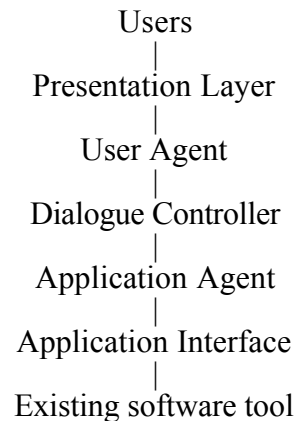 Users
Presentation Layer
User Agent
Dialogue Controller
Application Agent
Application Interface
Existing software tool